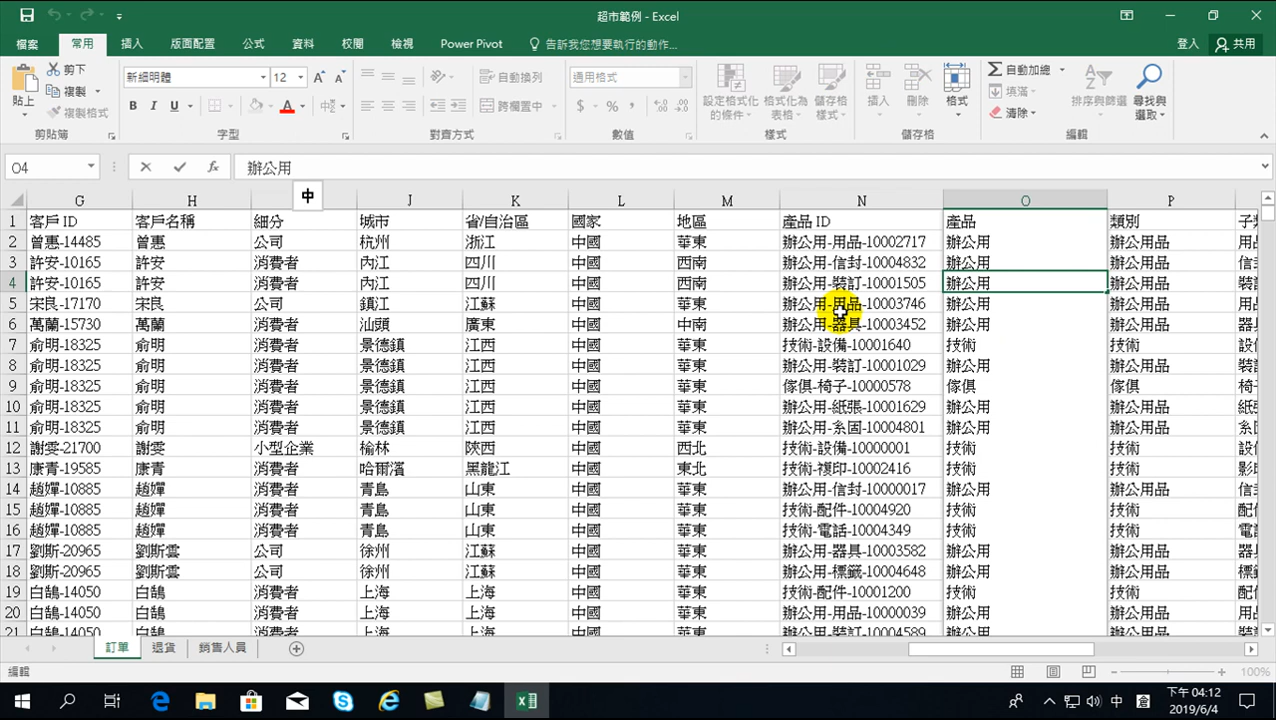 超市範例 - Excel
檔案 常用 插入 版面配置 公式 資料 校閱 檢視 Power Pivot 告訴我您想要執行的動作... 登入 共用
貼上 剪下 複製 複製格式
新細明體 12 B I U A
自動換列 跨欄置中
通用格式 $ % ,
設定格式化的條件 格式化為表格 儲存格樣式
插入 刪除 格式
自動加總 填滿 清除 排序與篩選 尋找與選取
剪貼簿 字型 對齊方式 數值 樣式 儲存格 編輯
O4 fx 辦公用
中
G H J K L M N O P
1 客戶 ID 客戶名稱 細分 城市 省/自治區 國家 地區 產品 ID 產品 類別
2 曾惠-14485 曾惠 公司 杭州 浙江 中國 華東 辦公用-用品-10002717 辦公用 辦公用品 用品
3 許安-10165 許安 消費者 內江 四川 中國 西南 辦公用-信封-10004832 辦公用 辦公用品 信封
4 許安-10165 許安 消費者 內江 四川 中國 西南 辦公用-裝訂-10001505 辦公用 辦公用品
5 宋良-17170 宋良 公司 鎮江 江蘇 中國 華東 辦公用-用品-10003746 辦公用 辦公用品
6 萬蘭-15730 萬蘭 消費者 汕頭 廣東 中國 中南 辦公用-器具-10003452 辦公用 辦公用品
7 俞明-18325 俞明 消費者 景德鎮 江西 中國 華東 技術-設備-10001640 技術 技術
8 俞明-18325 俞明 消費者 景德鎮 江西 中國 華東 辦公用-裝訂-10001029 辦公用 辦公用品
9 俞明-18325 俞明 消費者 景德鎮 江西 中國 華東 傢俱-椅子-10000578 傢俱 傢俱
10 俞明-18325 俞明 消費者 景德鎮 江西 中國 華東 辦公用-紙張-10001629 辦公用 辦公用品
11 俞明-18325 俞明 消費者 景德鎮 江西 中國 華東 辦公用-系固-10004801 辦公用 辦公用品
12 謝雯-21700 謝雯 小型企業 榆林 陝西 中國 西北 技術-設備-10000001 技術 技術
13 康青-19585 康青 消費者 哈爾濱 黑龍江 中國 東北 技術-複印-10002416 技術 技術
14 趙嬋-10885 趙嬋 消費者 青島 山東 中國 華東 辦公用-信封-10000017 辦公用 辦公用品
15 趙嬋-10885 趙嬋 消費者 青島 山東 中國 華東 技術-配件-10004920 技術 技術
16 趙嬋-10885 趙嬋 消費者 青島 山東 中國 華東 技術-電話-10004349 技術 技術
17 劉斯-20965 劉斯雲 公司 徐州 江蘇 中國 華東 辦公用-器具-10003582 辦公用 辦公用品
18 劉斯-20965 劉斯雲 公司 徐州 江蘇 中國 華東 辦公用-標籤-10004648 辦公用 辦公用品
19 白鵠-14050 白鵠 消費者 上海 上海 中國 華東 技術-配件-10001200 技術 技術
20 白鵠-14050 白鵠 消費者 上海 上海 中國 華東 辦公用-用品-10000039 辦公用 辦公用品
21 白鵠-14050 白鵠 消費者 上海 上海 中國 華東 辦公用-裝訂-10004589 辦公用 辦公用品
訂單 退貨 銷售人員
編輯 100%
中 下午 04:12
2019/6/4